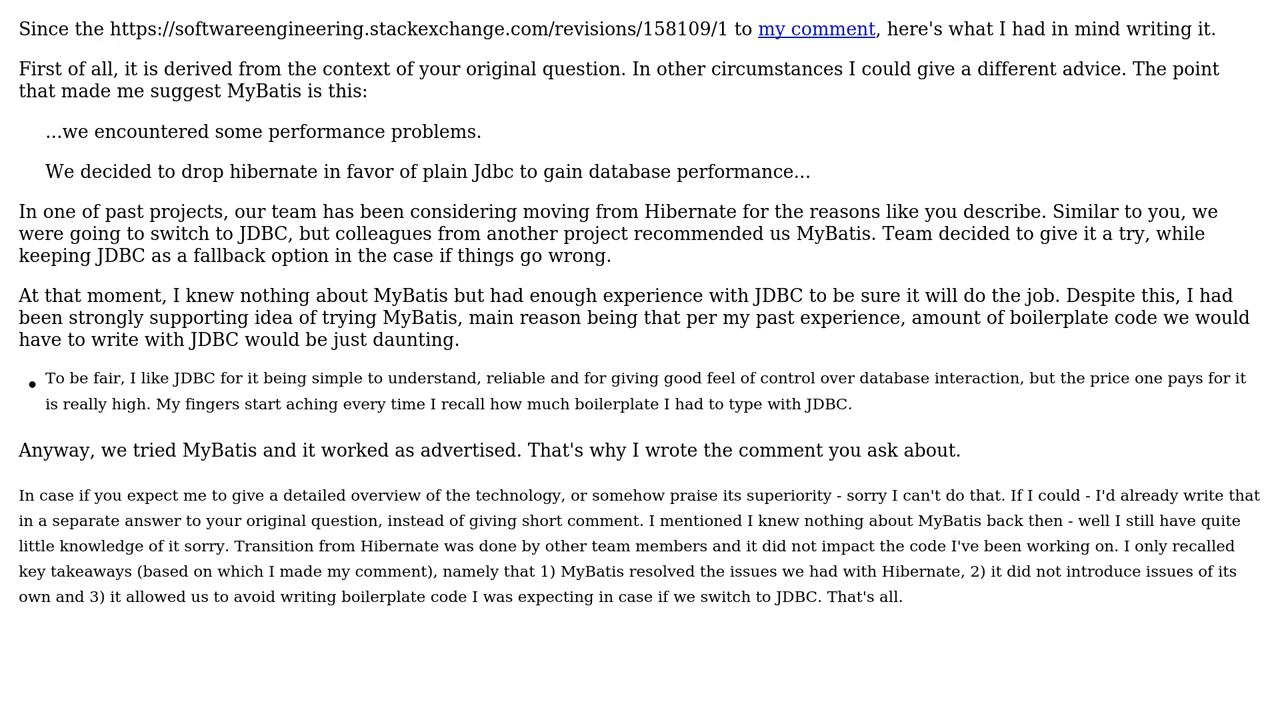 Since the https://softwareengineering.stackexchange.com/revisions/158109/1 to my comment, here's what I had in mind writing it.
First of all, it is derived from the context of your original question. In other circumstances I could give a different advice. The point
that made me suggest MyBatis is this:
...we encountered some performance problems.
We decided to drop hibernate in favor of plain Jdbc to gain database performance...
In one of past projects, our team has been considering moving from Hibernate for the reasons like you describe. Similar to you, we
were going to switch to JDBC, but colleagues from another project recommended us MyBatis. Team decided to give it a try, while
keeping JDBC as a fallback option in the case if things go wrong.
At that moment, I knew nothing about MyBatis but had enough experience with JDBC to be sure it will do the job. Despite this, I had
been strongly supporting idea of trying MyBatis, main reason being that per my past experience, amount of boilerplate code we would
have to write with JDBC would be just daunting.
• To be fair, I like JDBC for it being simple to understand, reliable and for giving good feel of control over database interaction, but the price one pays for it
is really high. My fingers start aching every time I recall how much boilerplate I had to type with JDBC.
Anyway, we tried MyBatis and it worked as advertised. That's why I wrote the comment you ask about.
In case if you expect me to give a detailed overview of the technology, or somehow praise its superiority - sorry I can't do that. If I could - I'd already write that
in a separate answer to your original question, instead of giving short comment. I mentioned I knew nothing about MyBatis back then - well I still have quite
little knowledge of it sorry. Transition from Hibernate was done by other team members and it did not impact the code I've been working on. I only recalled
key takeaways (based on which I made my comment), namely that 1) MyBatis resolved the issues we had with Hibernate, 2) it did not introduce issues of its
own and 3) it allowed us to avoid writing boilerplate code I was expecting in case if we switch to JDBC. That's all.